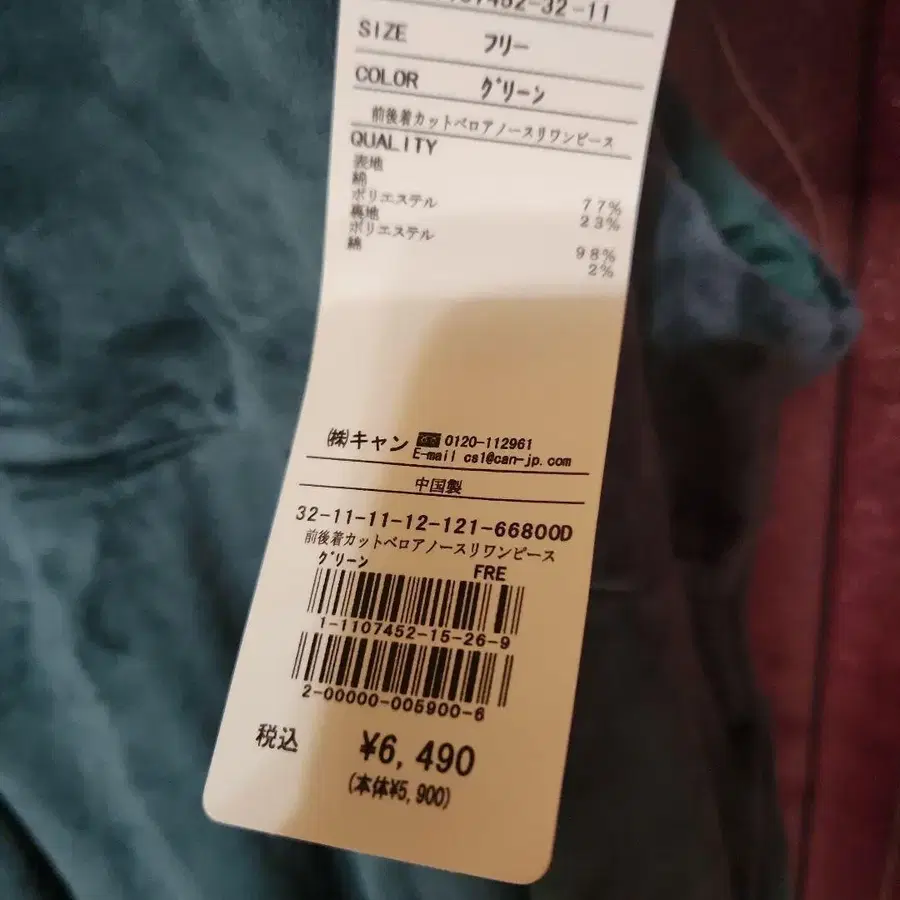 107452-32-11
SIZE フリー
COLOR グリーン
前後着カットベロアノースリワンピース
QUALITY
表地
綿 77%
ポリエステル 23%
裏地
ポリエステル 98%
綿 2%
㈱キャン 0120-112961
E-mail cs1@can-jp.com
中国製
32-11-11-12-121-66800D
前後着カットベロアノースリワンピース
グリーン FRE
1-1107452-15-26-9
2-00000-005900-6
税込 ¥6,490
(本体¥5,900)